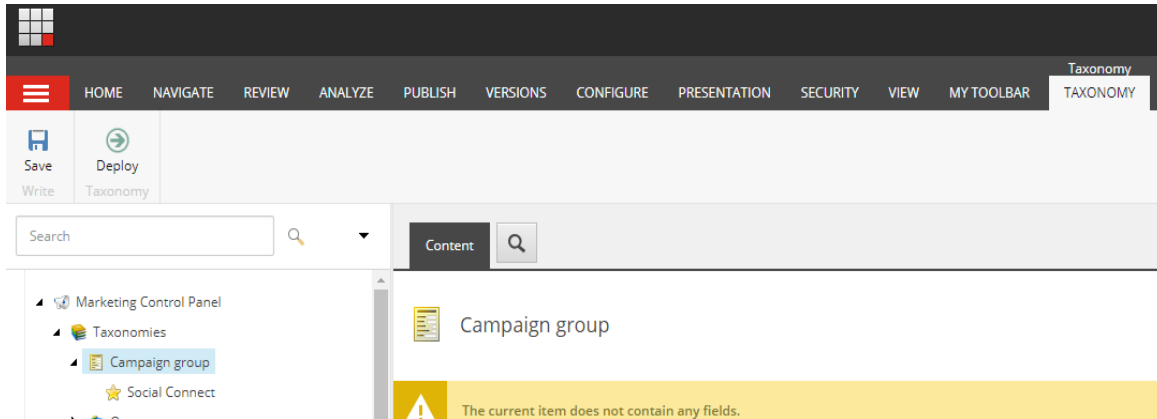 Taxonomy
HOME NAVIGATE REVIEW ANALYZE PUBLISH VERSIONS CONFIGURE PRESENTATION SECURITY VIEW MY TOOLBAR TAXONOMY
Save Deploy
Write Taxonomy
Search
Content
Marketing Control Panel
Taxonomies
Campaign group
Social Connect
Campaign group
The current item does not contain any fields.